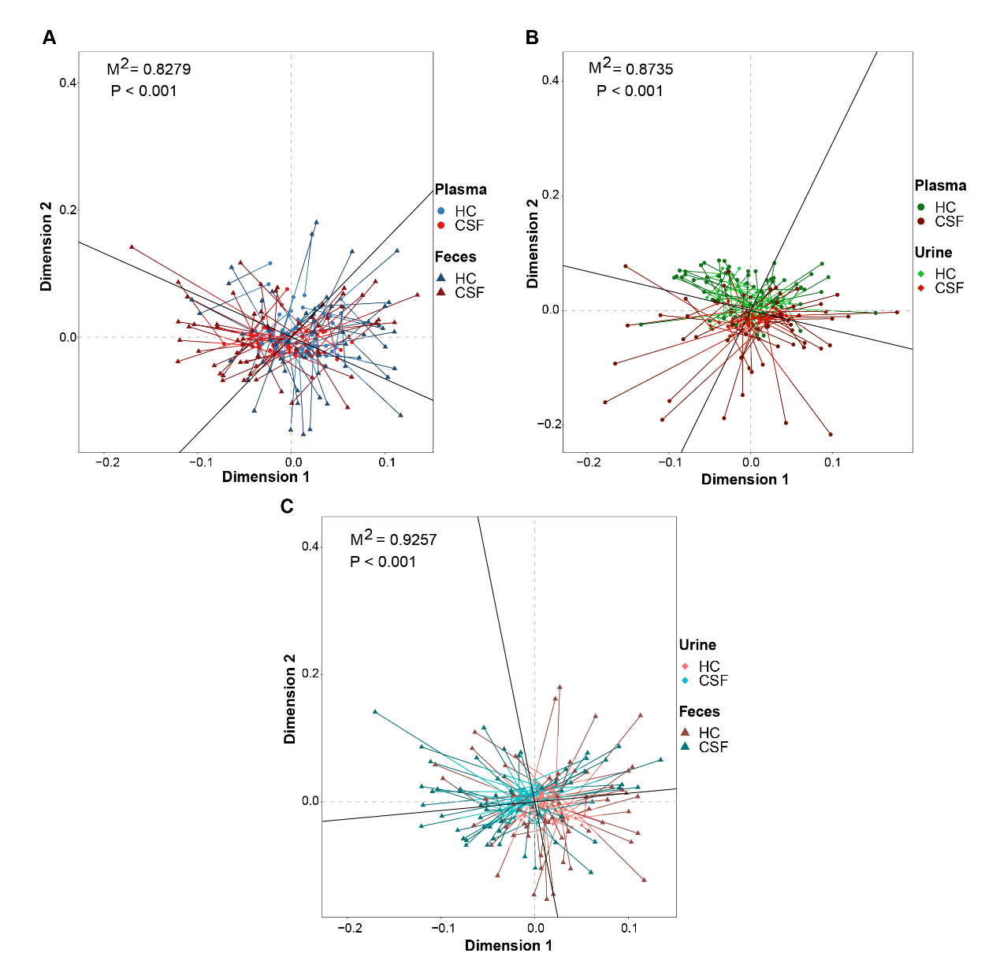 A
M2 = 0.8279
P < 0.001
0.4
0.2
0.0
−0.2
−0.1
0.0
0.1
Dimension 1
Dimension 2
Plasma
HC
CSF
Feces
HC
CSF
B
M2 = 0.8735
P < 0.001
0.4
0.2
0.0
−0.2
−0.2
−0.1
0.0
0.1
Dimension 1
Dimension 2
Plasma
HC
CSF
Urine
HC
CSF
C
M2 = 0.9257
P < 0.001
0.4
0.2
0.0
−0.2
−0.1
0.0
0.1
Dimension 1
Dimension 2
Urine
HC
CSF
Feces
HC
CSF